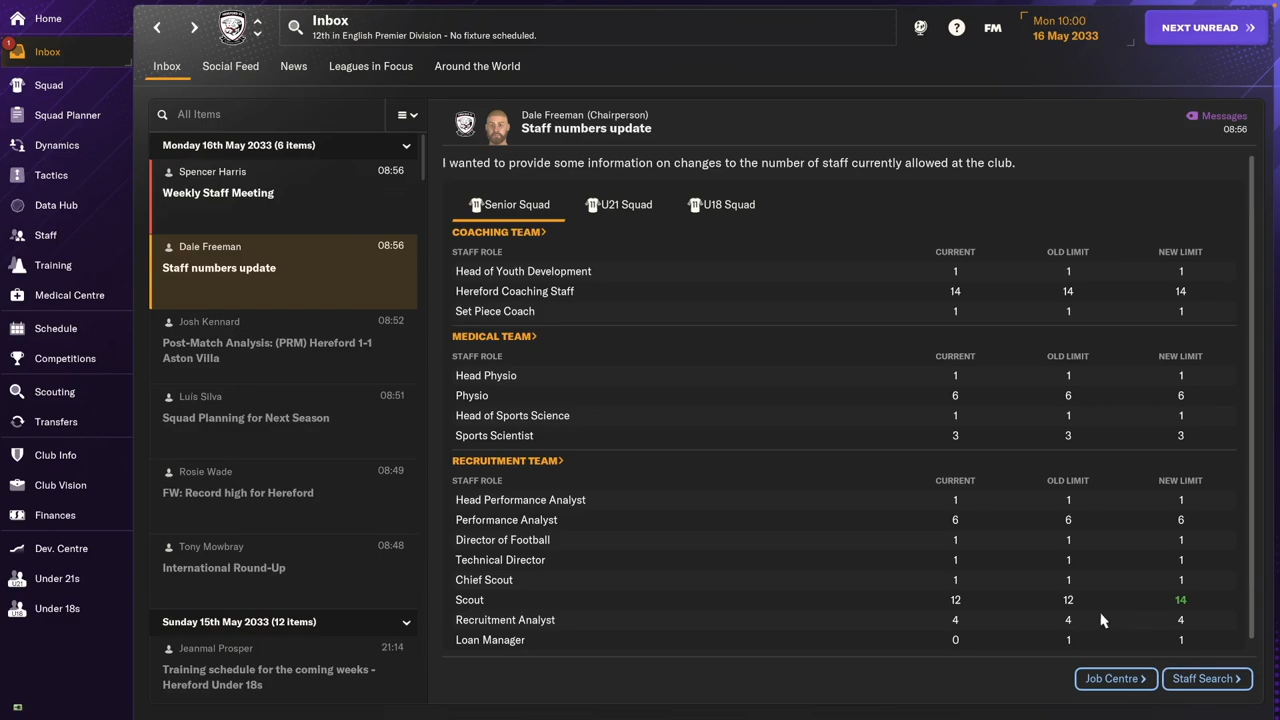 Home
1
Inbox
Squad
Squad Planner
Dynamics
Tactics
Data Hub
Staff
Training
Medical Centre
Schedule
Competitions
Scouting
Transfers
Club Info
Club Vision
Finances
Dev. Centre
U21
Under 21s
U18
Under 18s
Inbox
12th in English Premier Division - No fixture scheduled.
?
FM
Mon 10:00
16 May 2033
NEXT UNREAD
Inbox
Social Feed
News
Leagues in Focus
Around the World
All Items
Monday 16th May 2033 (6 items)
Spencer Harris 08:56
Weekly Staff Meeting
Dale Freeman 08:56
Staff numbers update
Josh Kennard 08:52
Post-Match Analysis: (PRM) Hereford 1-1
Aston Villa
Luís Silva 08:51
Squad Planning for Next Season
Rosie Wade 08:49
FW: Record high for Hereford
Tony Mowbray 08:48
International Round-Up
Sunday 15th May 2033 (12 items)
Jeanmal Prosper 21:14
Training schedule for the coming weeks -
Hereford Under 18s
Dale Freeman (Chairperson)
Staff numbers update
Messages
08:56
I wanted to provide some information on changes to the number of staff currently allowed at the club.
Senior Squad U21 Squad U18 Squad
COACHING TEAM>
STAFF ROLE CURRENT OLD LIMIT NEW LIMIT
Head of Youth Development 1 1 1
Hereford Coaching Staff 14 14 14
Set Piece Coach 1 1 1
MEDICAL TEAM>
STAFF ROLE CURRENT OLD LIMIT NEW LIMIT
Head Physio 1 1 1
Physio 6 6 6
Head of Sports Science 1 1 1
Sports Scientist 3 3 3
RECRUITMENT TEAM>
STAFF ROLE CURRENT OLD LIMIT NEW LIMIT
Head Performance Analyst 1 1 1
Performance Analyst 6 6 6
Director of Football 1 1 1
Technical Director 1 1 1
Chief Scout 1 1 1
Scout 12 12 14
Recruitment Analyst 4 4 4
Loan Manager 0 1 1
Job Centre > Staff Search >